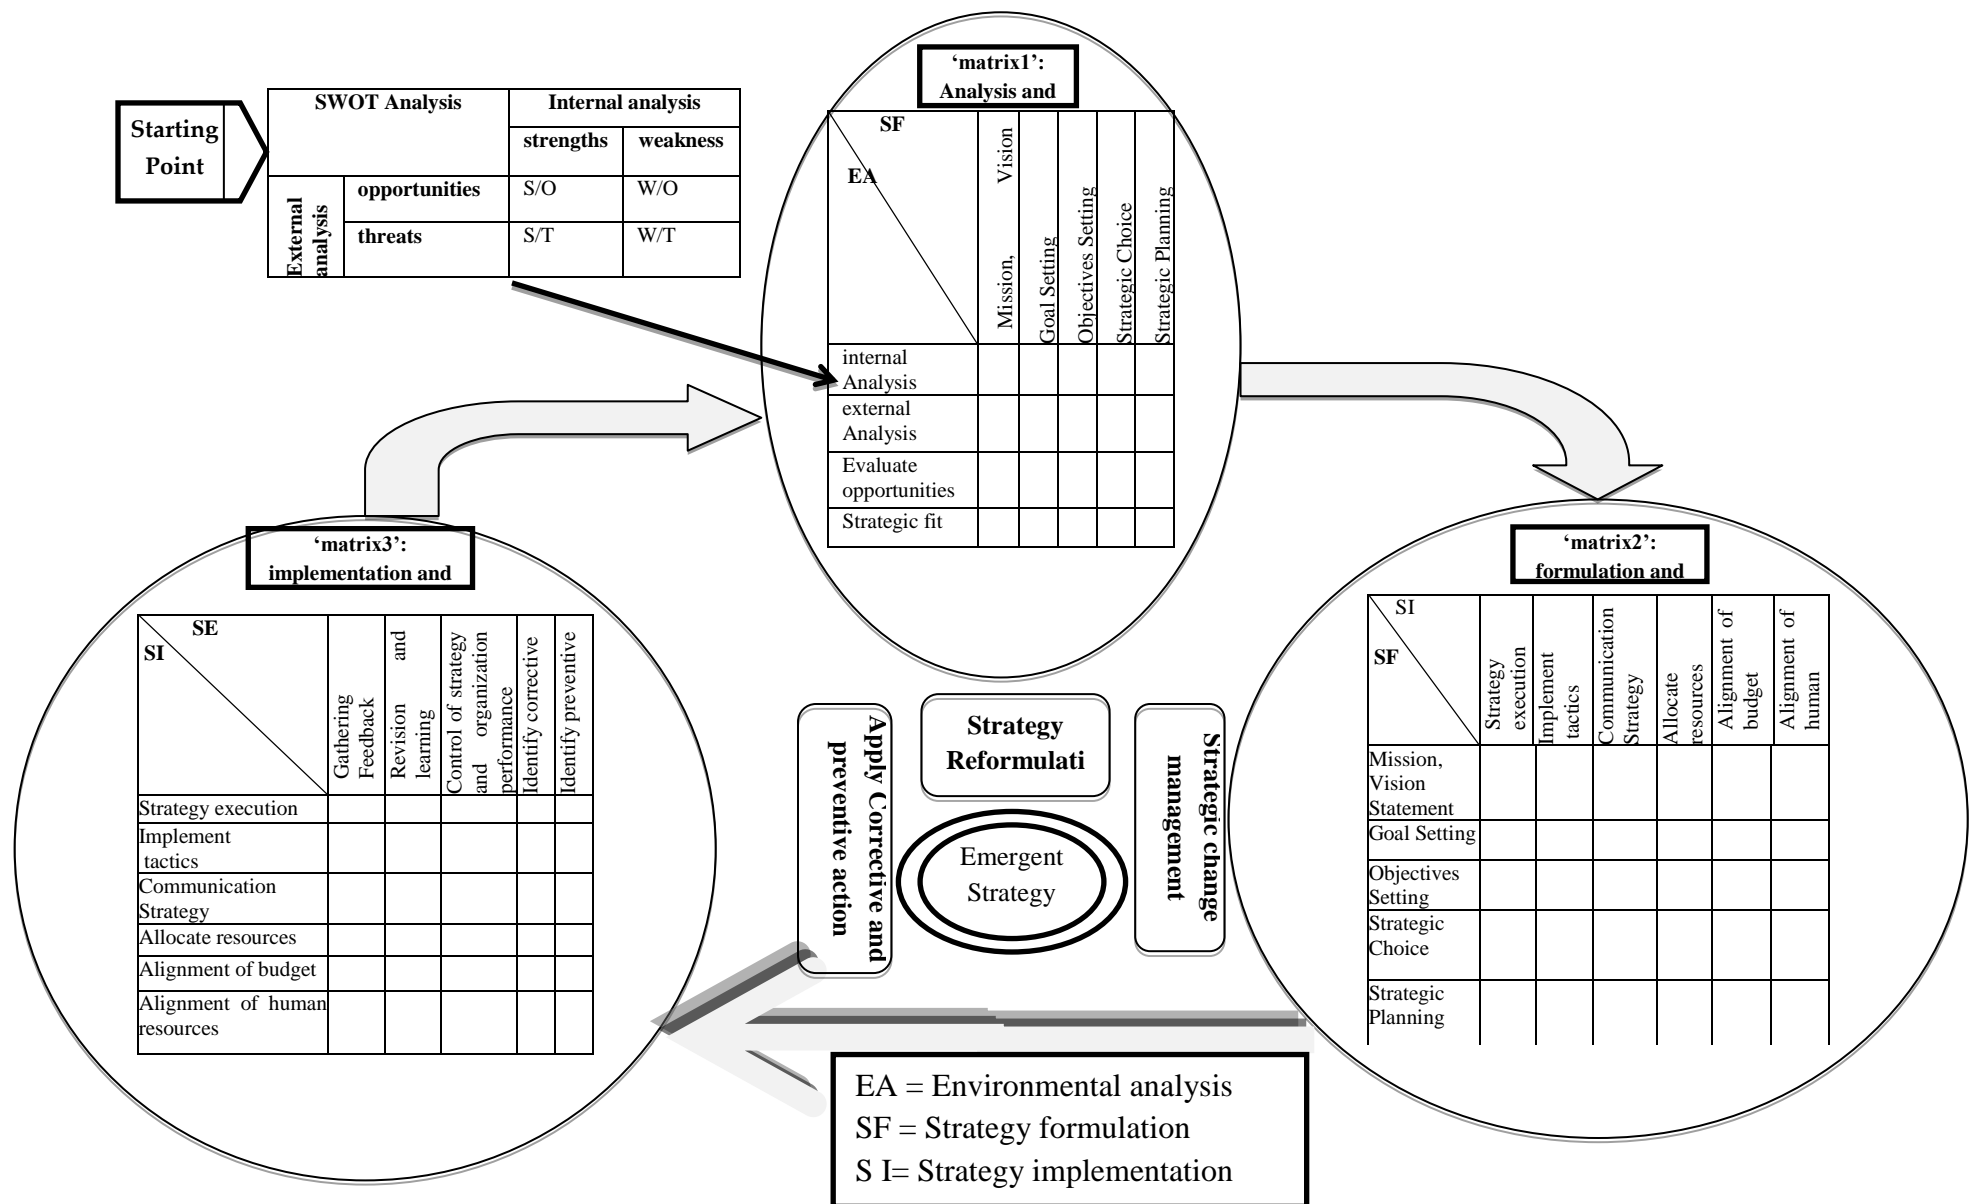 Starting
Point
SWOT Analysis
Internal analysis
strengths
weakness
External
analysis
opportunities
S/O
W/O
threats
S/T
W/T
‘matrix1’:
Analysis and
SF
EA
Mission, Vision
Goal Setting
Objectives Setting
Strategic Choice
Strategic Planning
internal
Analysis
external
Analysis
Evaluate
opportunities
Strategic fit
‘matrix3’:
implementation and
SE
SI
Gathering
Feedback
Revision and
learning
Control of strategy
and organization
performance
Identify corrective
Identify preventive
Strategy execution
Implement
tactics
Communication
Strategy
Allocate resources
Alignment of budget
Alignment of human
resources
Apply Corrective and
preventive action
Strategy
Reformulati
Emergent
Strategy
Strategic change
management
‘matrix2’:
formulation and
SI
SF
Strategy
execution
Implement
tactics
Communication
Strategy
Allocate
resources
Alignment of
budget
Alignment of
human
Mission,
Vision
Statement
Goal Setting
Objectives
Setting
Strategic
Choice
Strategic
Planning
EA = Environmental analysis
SF = Strategy formulation
S I= Strategy implementation